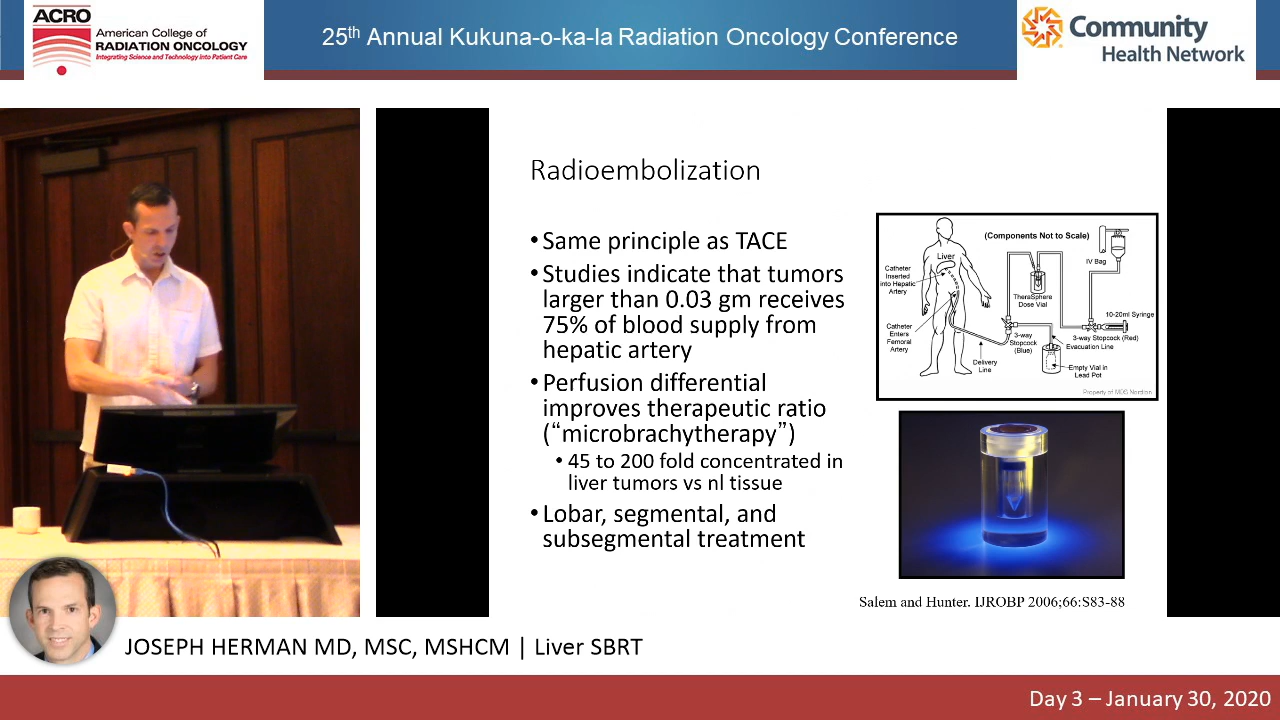 ACRO
American College of
RADIATION ONCOLOGY
Integrating Science and Technology Into Patient Care
25th Annual Kukuna-o-ka-la Radiation Oncology Conference
Community
Health Network
Radioembolization
•Same principle as TACE
•Studies indicate that tumors
larger than 0.03 gm receives
75% of blood supply from
hepatic artery
•Perfusion differential
improves therapeutic ratio
(“microbrachytherapy”)
•45 to 200 fold concentrated in
liver tumors vs nl tissue
•Lobar, segmental, and
subsegmental treatment
(Components Not to Scale)
Liver
IV Bag
Catheter
Inserted
into Hepatic
Artery
TheraSphere
Dose Vial
10-20ml Syringe
Catheter
Enters
Femoral
Artery
3-way
Stopcock
(Blue)
3-way Stopcock (Red)
Evacuation Line
Delivery
Line
Empty Vial in
Lead Pot
Property of MDS Nordion
Salem and Hunter. IJROBP 2006;66:S83-88
JOSEPH HERMAN MD, MSC, MSHCM | Liver SBRT
Day 3 – January 30, 2020